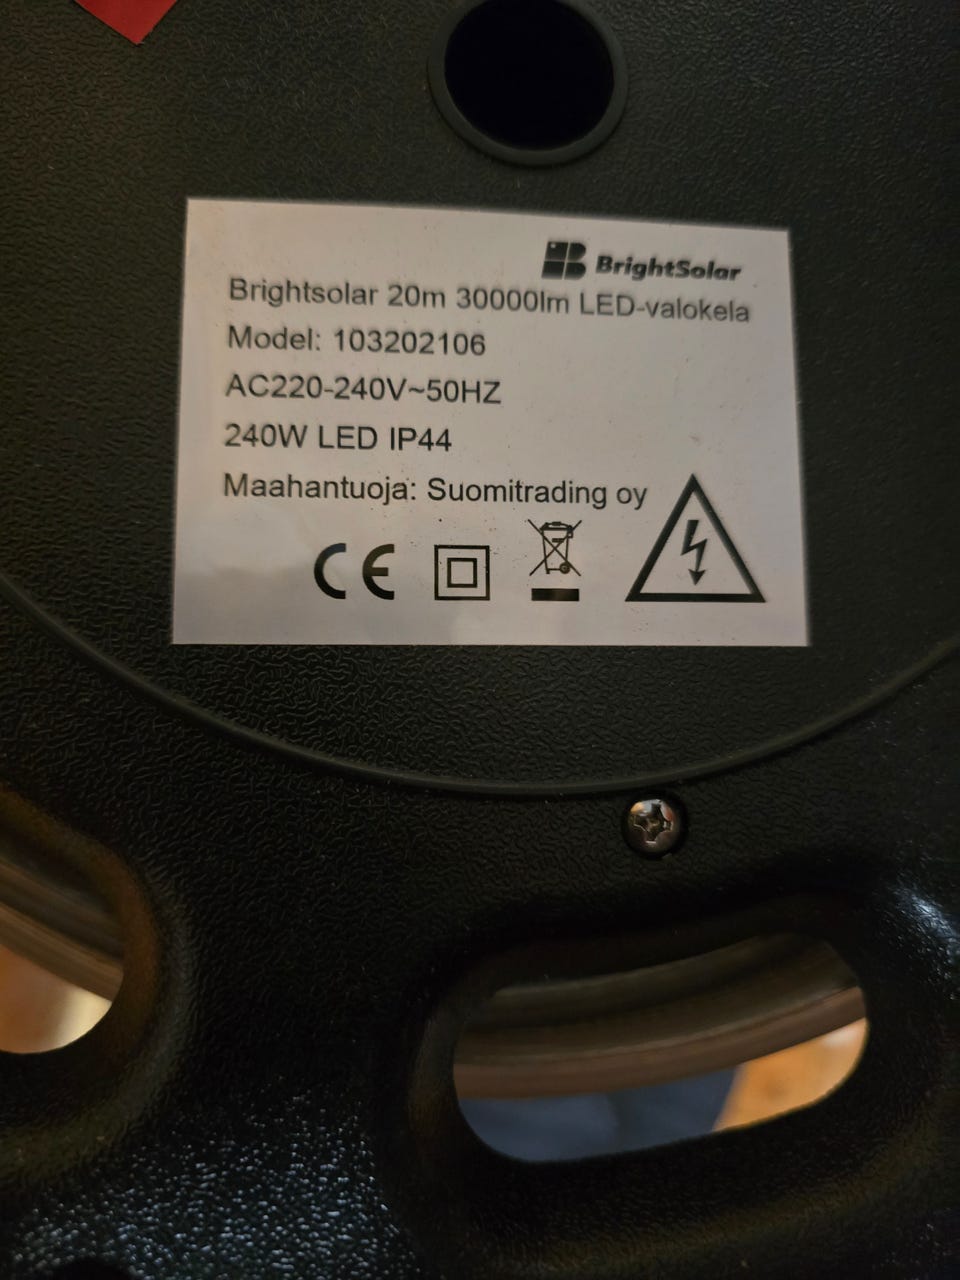 BrightSolar
Brightsolar 20m 30000lm LED-valokela
Model: 103202106
AC220-240V~50HZ
240W LED IP44
Maahantuoja: Suomitrading oy
CE